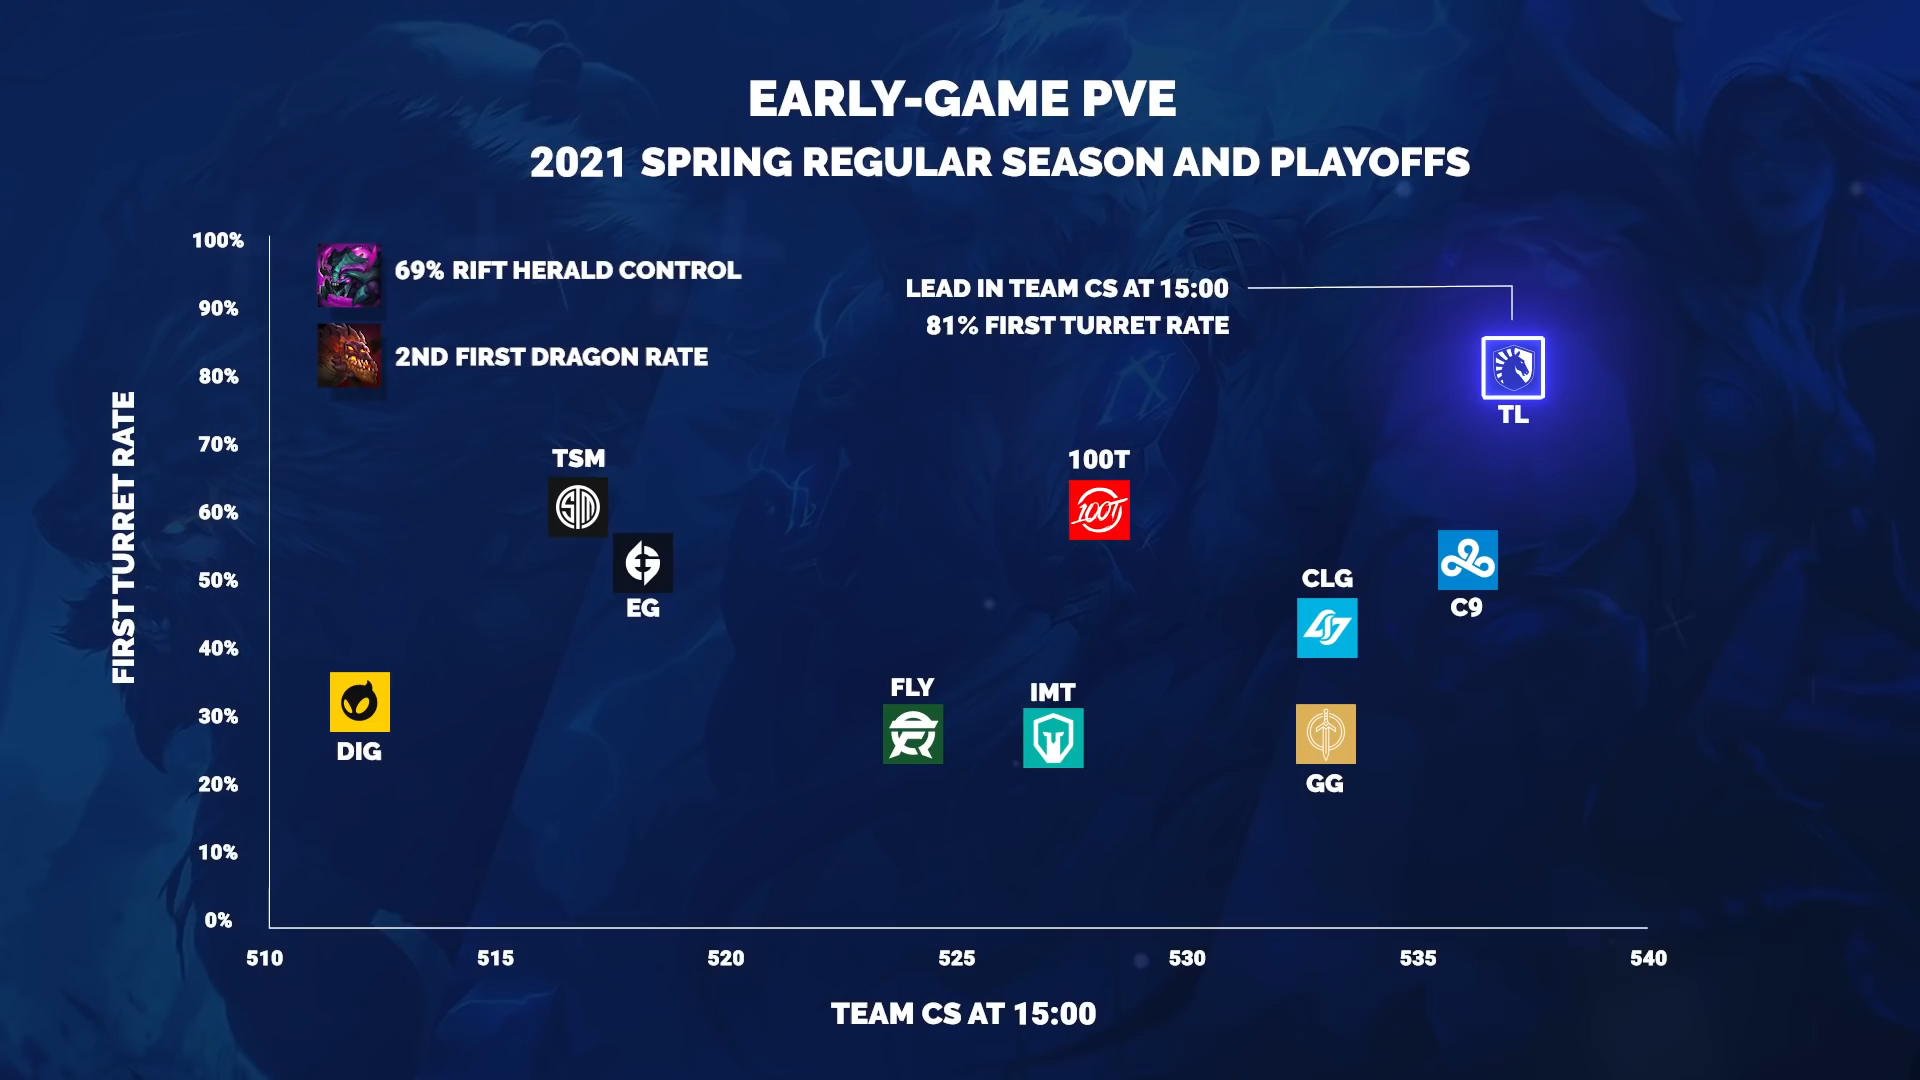 EARLY-GAME PVE
2021 SPRING REGULAR SEASON AND PLAYOFFS
100%
90%
80%
70%
60%
50%
40%
30%
20%
10%
0%
FIRST TURRET RATE
69% RIFT HERALD CONTROL
2ND FIRST DRAGON RATE
LEAD IN TEAM CS AT 15:00
81% FIRST TURRET RATE
TL
TSM
100T
100T
EG
CLG
C9
DIG
FLY
IMT
GG
510
515
520
525
530
535
540
TEAM CS AT 15:00